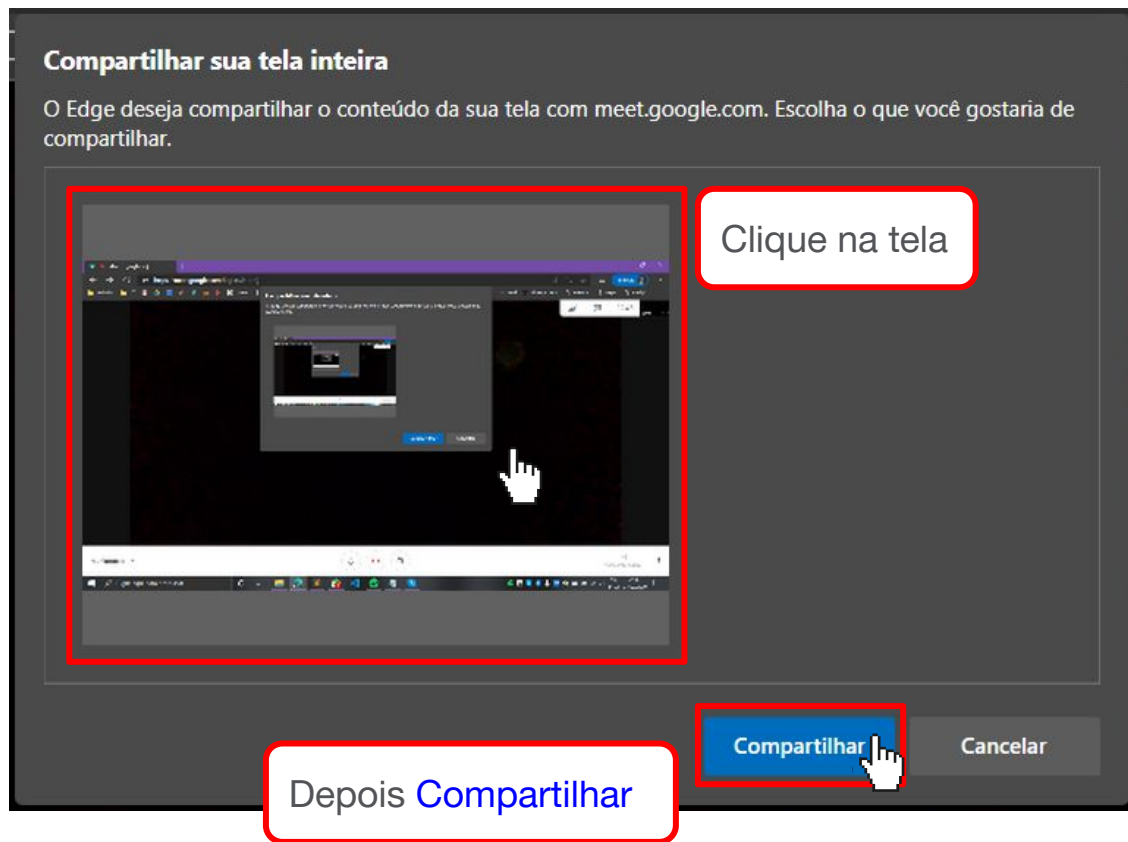 Compartilhar sua tela inteira
O Edge deseja compartilhar o conteúdo da sua tela com meet.google.com. Escolha o que você gostaria de
compartilhar.
Clique na tela
Compartilhar
Cancelar
Depois Compartilhar